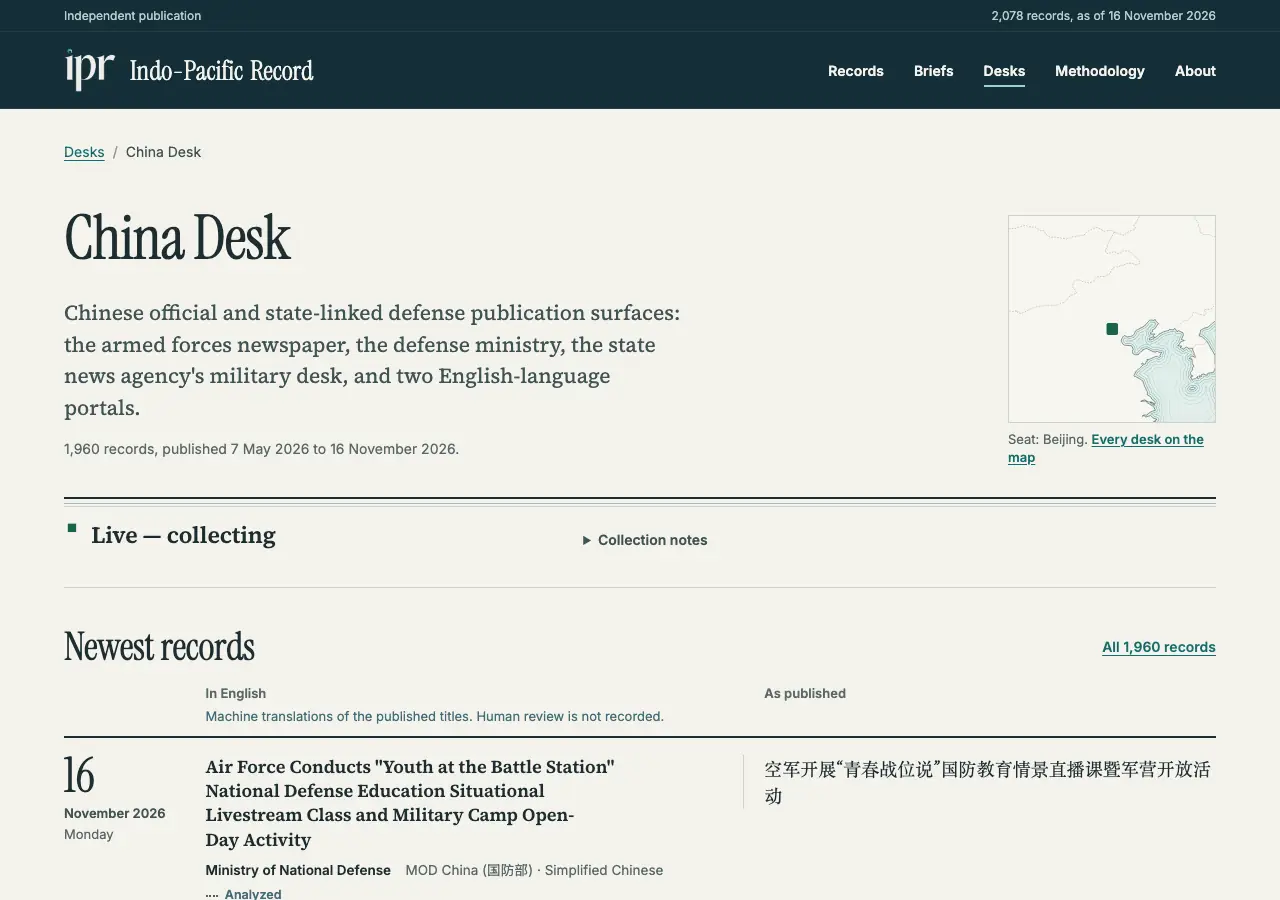 Independent publication
2,078 records, as of 16 November 2026
ipr Indo-Pacific Record
Records Briefs Desks Methodology About
Desks / China Desk
China Desk
Chinese official and state-linked defense publication surfaces:
the armed forces newspaper, the defense ministry, the state
news agency's military desk, and two English-language
portals.
1,960 records, published 7 May 2026 to 16 November 2026.
Seat: Beijing. Every desk on the
map
Live — collecting
Collection notes
Newest records
All 1,960 records
In English
Machine translations of the published titles. Human review is not recorded.
As published
16
November 2026
Monday
Air Force Conducts "Youth at the Battle Station"
National Defense Education Situational
Livestream Class and Military Camp Open-
Day Activity
Ministry of National Defense MOD China (国防部) · Simplified Chinese
Analyzed
空军开展“青春战位说”国防教育情景直播课暨军营开放活
动